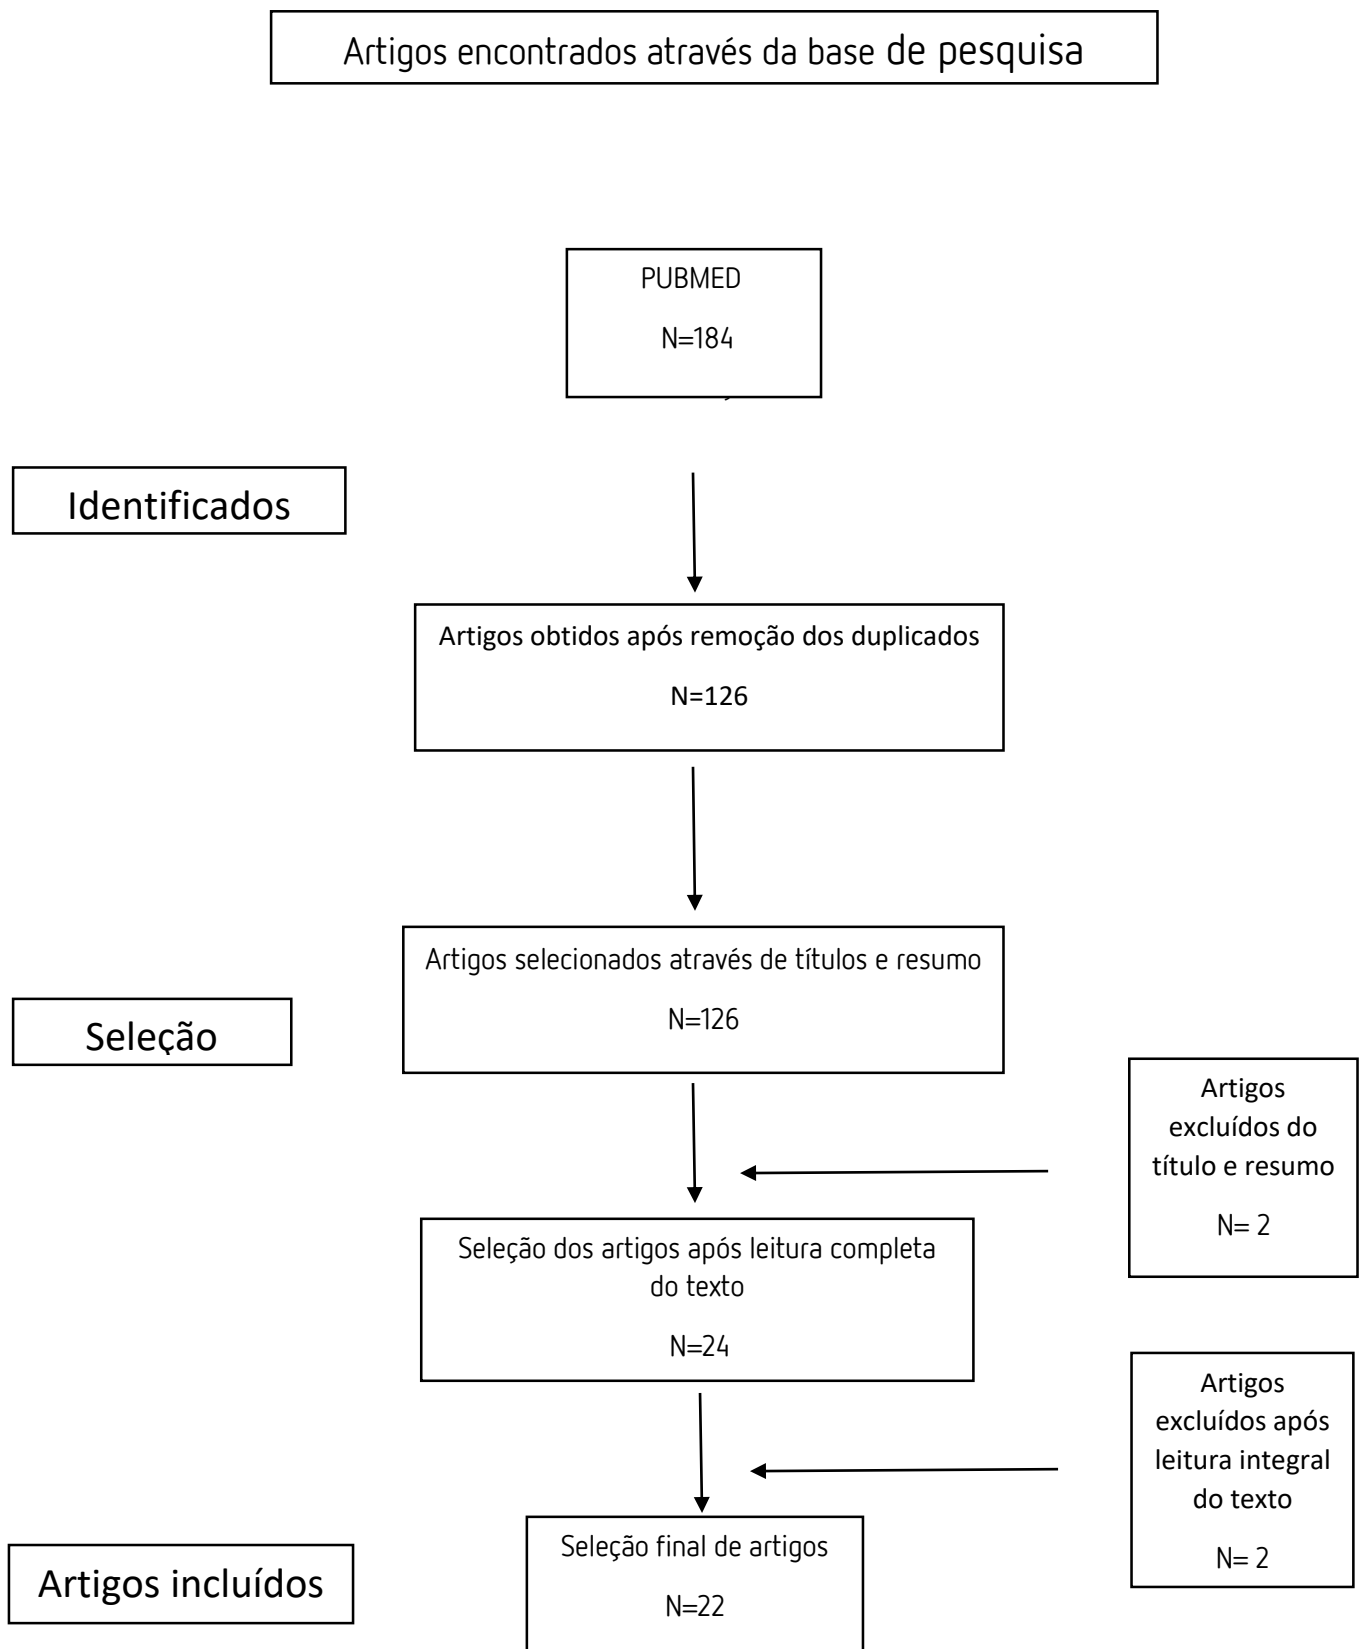 Artigos encontrados através da base de pesquisa
PUBMED
N=184
Identificados
Artigos obtidos após remoção dos duplicados
N=126
Artigos selecionados através de títulos e resumo
N=126
Seleção
Artigos
excluídos do
título e resumo
N= 2
Seleção dos artigos após leitura completa
do texto
N=24
Artigos
excluídos após
leitura integral
do texto
N= 2
Seleção final de artigos
N=22
Artigos incluídos